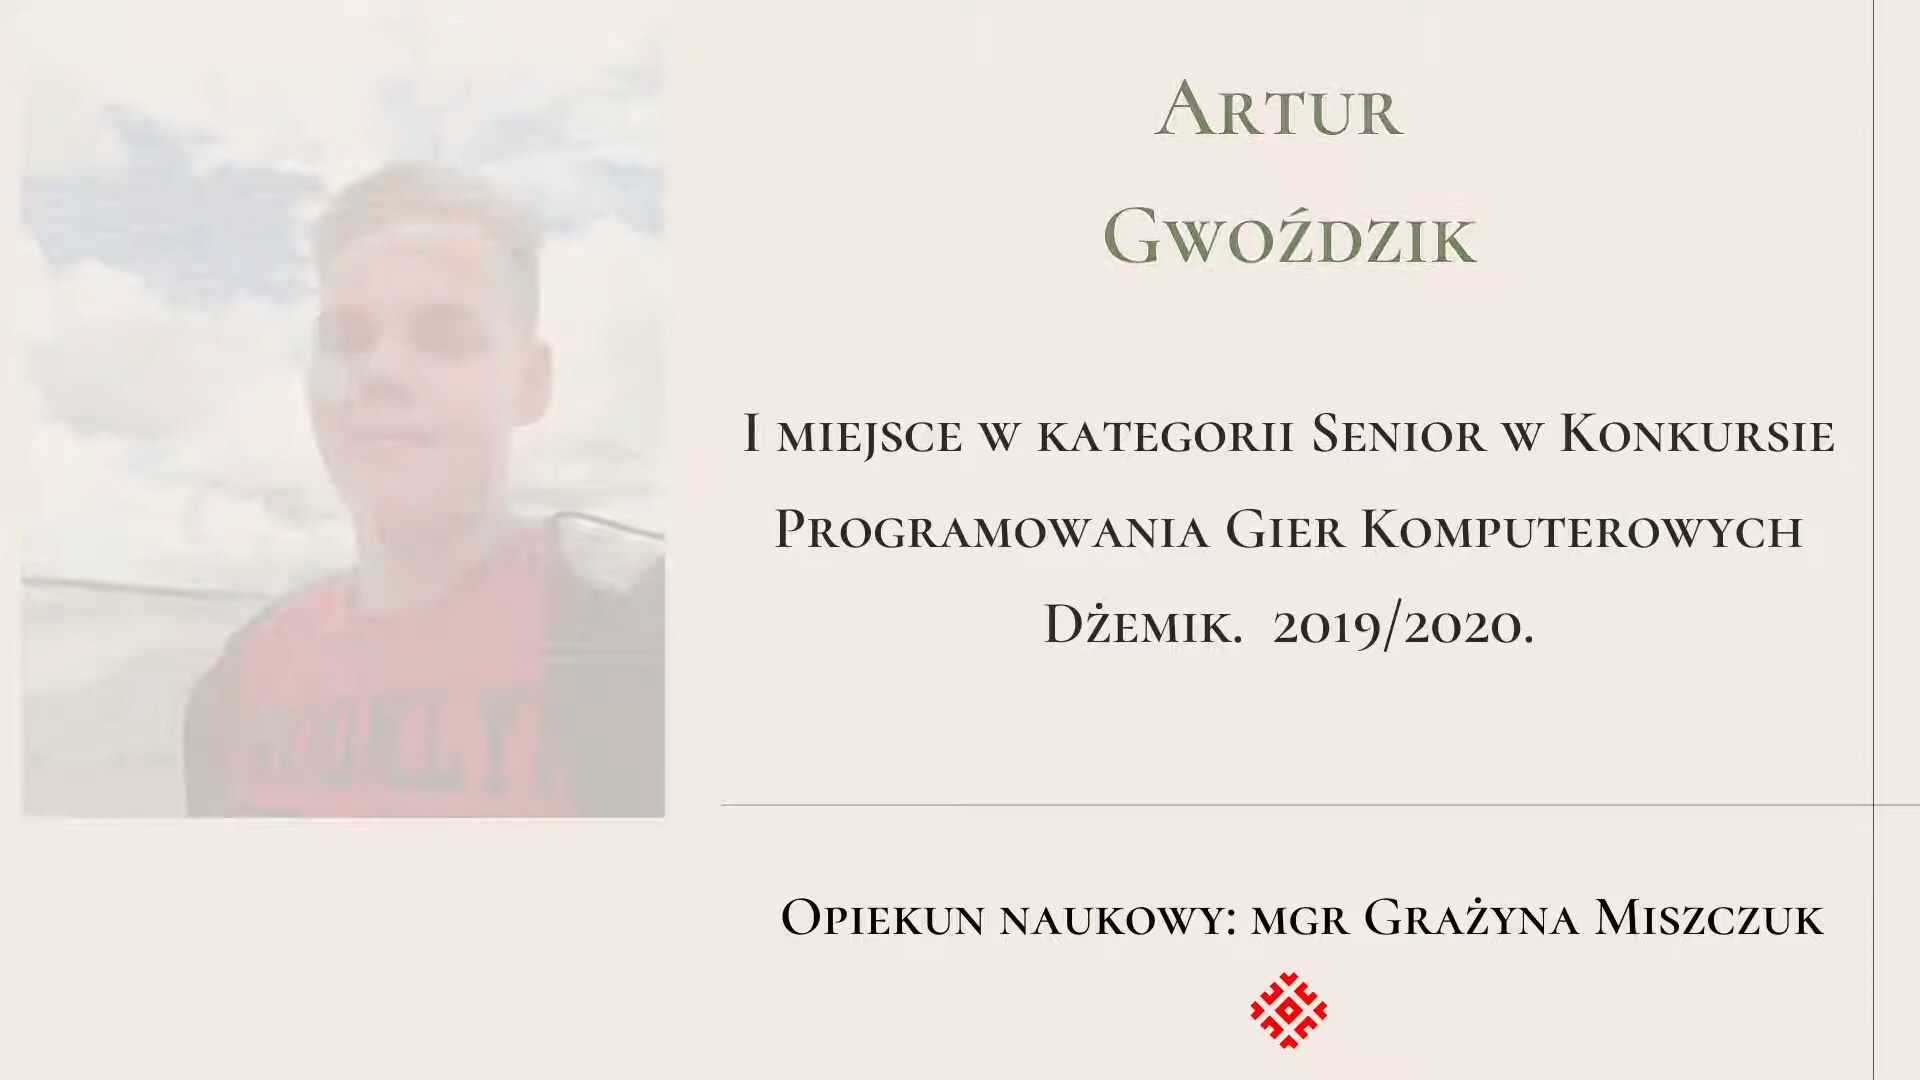 Artur
Gwoździk
I miejsce w kategorii Senior w Konkursie
Programowania Gier Komputerowych
Dżemik. 2019/2020.
Opiekun naukowy: mgr Grażyna Miszczuk